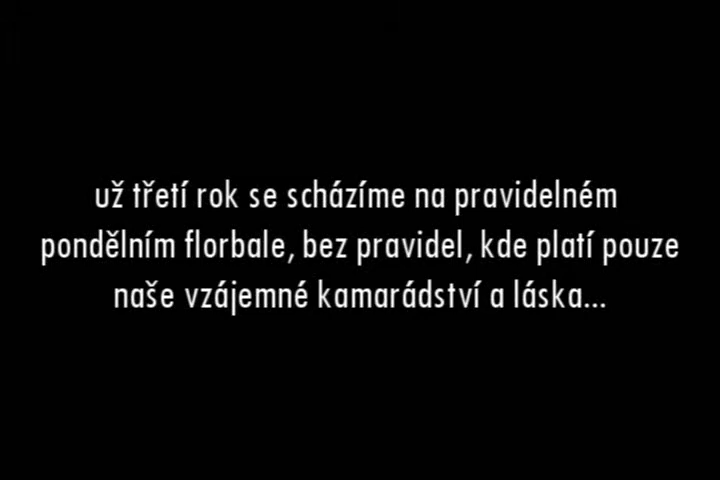 už třetí rok se scházíme na pravidelném
pondělním florbale, bez pravidel, kde platí pouze
naše vzájemné kamarádství a láska...